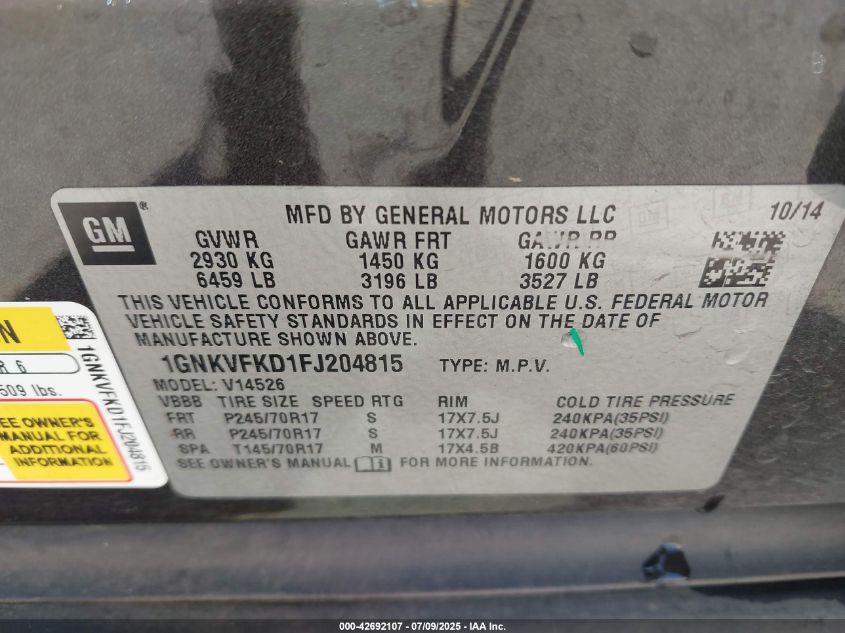 GM ®
MFD BY GENERAL MOTORS LLC
10/14
GVWR GAWR FRT GAWR RR
2930 KG 1450 KG 1600 KG
6459 LB 3196 LB 3527 LB
THIS VEHICLE CONFORMS TO ALL APPLICABLE U.S. FEDERAL MOTOR
VEHICLE SAFETY STANDARDS IN EFFECT ON THE DATE OF
MANUFACTURE SHOWN ABOVE.
1GNKVFKD1FJ204815 TYPE: M.P.V.
MODEL: V14526
VBBB TIRE SIZE SPEED RTG RIM COLD TIRE PRESSURE
FRT P245/70R17 S 17X7.5J 240KPA(35PSI)
RR P245/70R17 S 17X7.5J 240KPA(35PSI)
SPA T145/70R17 M 17X4.5B 420KPA(60PSI)
SEE OWNER'S MANUAL FOR MORE INFORMATION.
N
R 6
509 lbs.
SEE OWNER'S
MANUAL FOR
ADDITIONAL
INFORMATION
1GNKVFKD1FJ204815
000-42692107 / 07/09/2025 - IAA Inc.